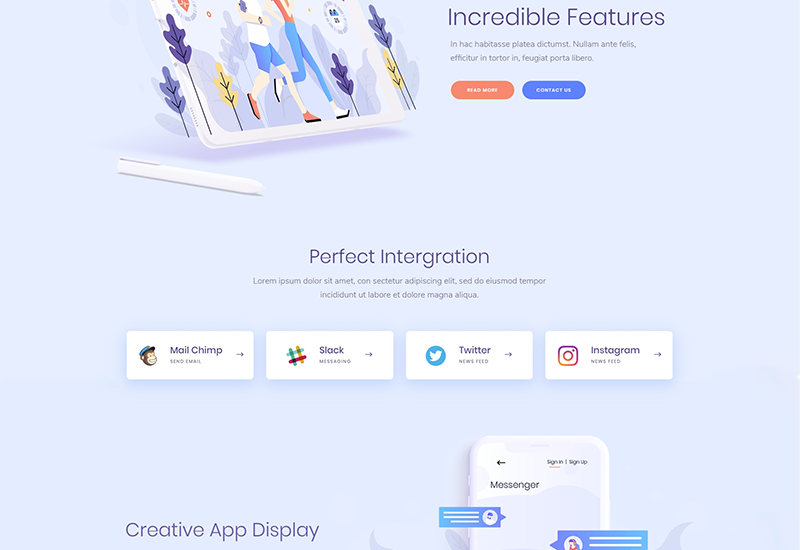 Incredible Features
In hac habitasse platea dictumst. Nullam ante felis,
efficitur in tortor in, feugiat porta libero.
READ MORE
CONTACT US
Perfect Intergration
Lorem ipsum dolor sit amet, con sectetur adipiscing elit, sed do eiusmod tempor
incididunt ut labore et dolore magna aliqua.
Mail Chimp
SEND EMAIL
Slack
MESSAGING
Twitter
NEWS FEED
Instagram
NEWS FEED
Sign In | Sign Up
Messenger
Creative App Display